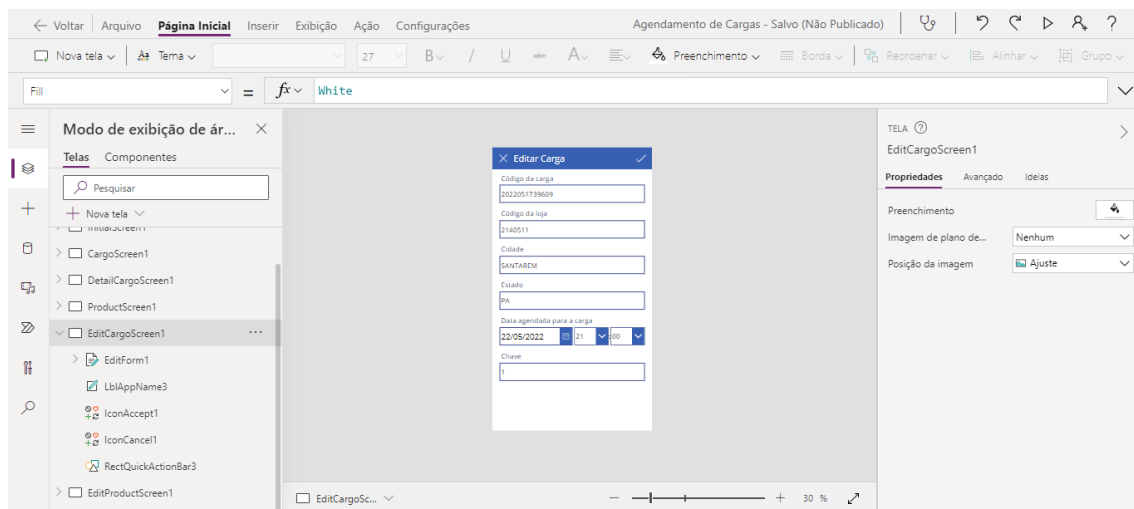 Voltar Arquivo Página Inicial Inserir Exibição Ação Configurações Agendamento de Cargas - Salvo (Não Publicado) ?
Nova tela Aa Tema 27 B / U abc A Preenchimento Borda Reordenar Alinhar Grupo
Fill = fx White
Modo de exibição de ár...
Telas Componentes
Pesquisar
Nova tela
InitialScreen1
CargoScreen1
DetailCargoScreen1
ProductScreen1
EditCargoScreen1 ...
EditForm1
LblAppName3
IconAccept1
IconCancel1
RectQuickActionBar3
EditProductScreen1
Editar Carga
Código da carga
2022051739609
Código da loja
2140511
Cidade
SANTAREM
Estado
PA
Data agendada para a carga
22/05/2022 21 :00
Chave
1
EditCargoSc... 30 %
TELA ?
EditCargoScreen1
Propriedades Avançado Ideias
Preenchimento
Imagem de plano de... Nenhum
Posição da imagem Ajuste